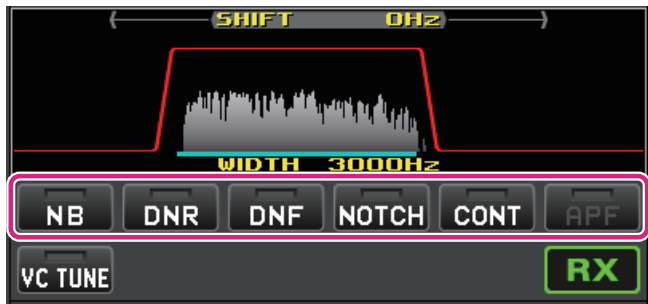 SHIFT 0Hz
WIDTH 3000Hz
NB DNR DNF NOTCH CONT APF
VC TUNE RX